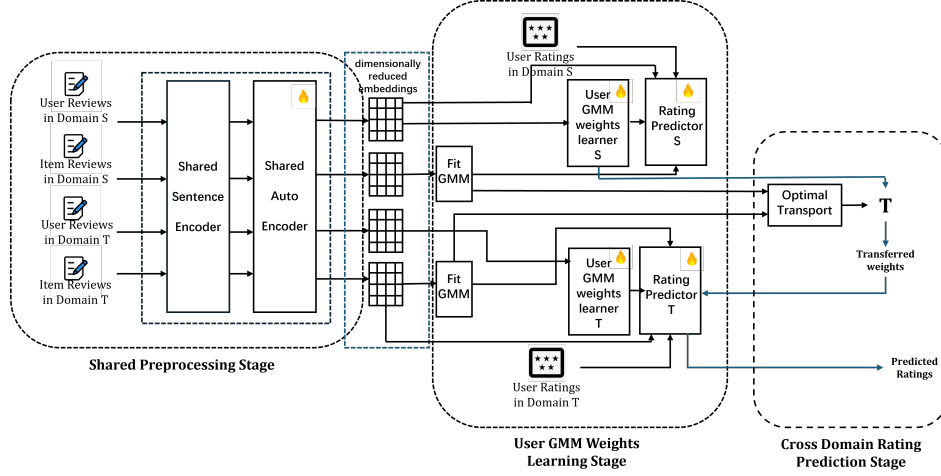 User Reviews
in Domain S
Item Reviews
in Domain S
User Reviews
in Domain T
Item Reviews
in Domain T
Shared
Sentence
Encoder
Shared
Auto
Encoder
Shared Preprocessing Stage
dimensionally
reduced
embeddings
Fit
GMM
Fit
GMM
User Ratings
in Domain S
User
GMM
weights
learner
S
Rating
Predictor
S
User
GMM
weights
learner
T
Rating
Predictor
T
User Ratings
in Domain T
User GMM Weights
Learning Stage
Optimal
Transport
T
Transferred
weights
Predicted
Ratings
Cross Domain Rating
Prediction Stage